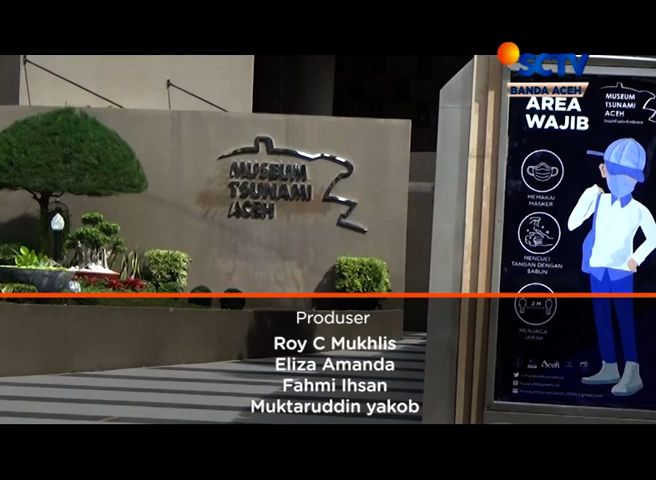 SCTV
BANDA ACEH
AREA
WAJIB
MUSEUM
TSUNAMI
ACEH
MUSEUM
TSUNAMI
ACEH
MEMAKAI
MASKER
MENCUCI
TANGAN DENGAN
SABUN
2 M
MENJAGA
JARAK
Produser
Roy C Mukhlis
Eliza Amanda
Fahmi Ihsan
Muktaruddin yakob